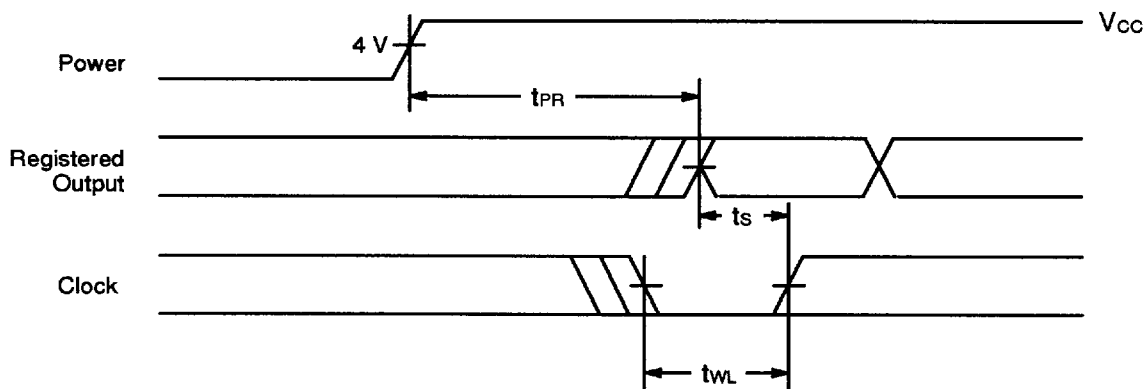 VCC
4 V
Power
tPR
Registered
Output
tS
Clock
tWL